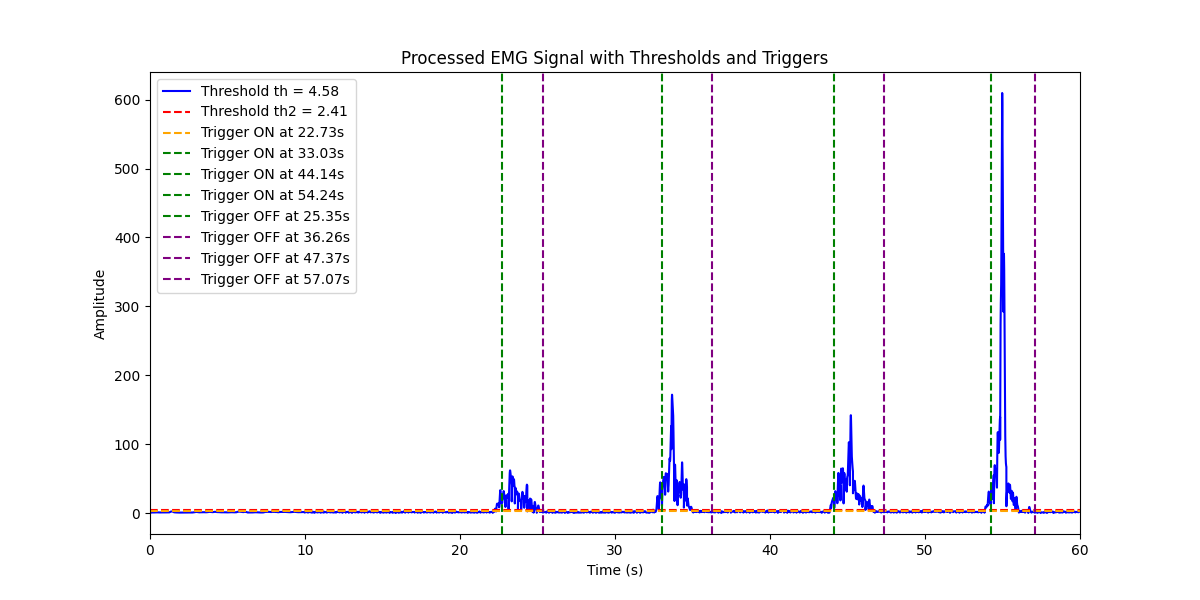 Processed EMG Signal with Thresholds and Triggers
Threshold th = 4.58
Threshold th2 = 2.41
Trigger ON at 22.73s
Trigger ON at 33.03s
Trigger ON at 44.14s
Trigger ON at 54.24s
Trigger OFF at 25.35s
Trigger OFF at 36.26s
Trigger OFF at 47.37s
Trigger OFF at 57.07s
Amplitude
600
500
400
300
200
100
0
0 10 20 30 40 50 60
Time (s)